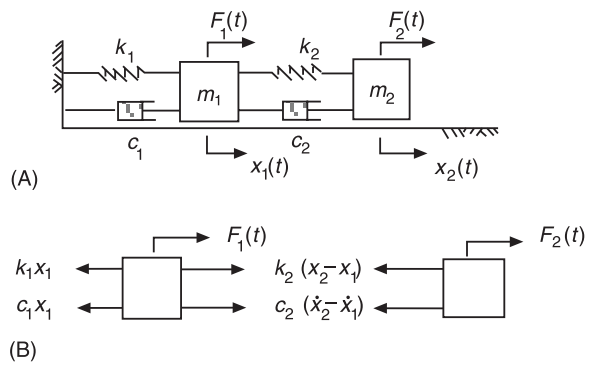 F₁(t) F₂(t)
k₁ k₂
m₁ m₂
c₁ c₂
x₁(t) x₂(t)
(A)
F₁(t) F₂(t)
k₁x₁ k₂ (x₂−x₁)
c₁x₁ c₂ (ẋ₂−ẋ₁)
(B)